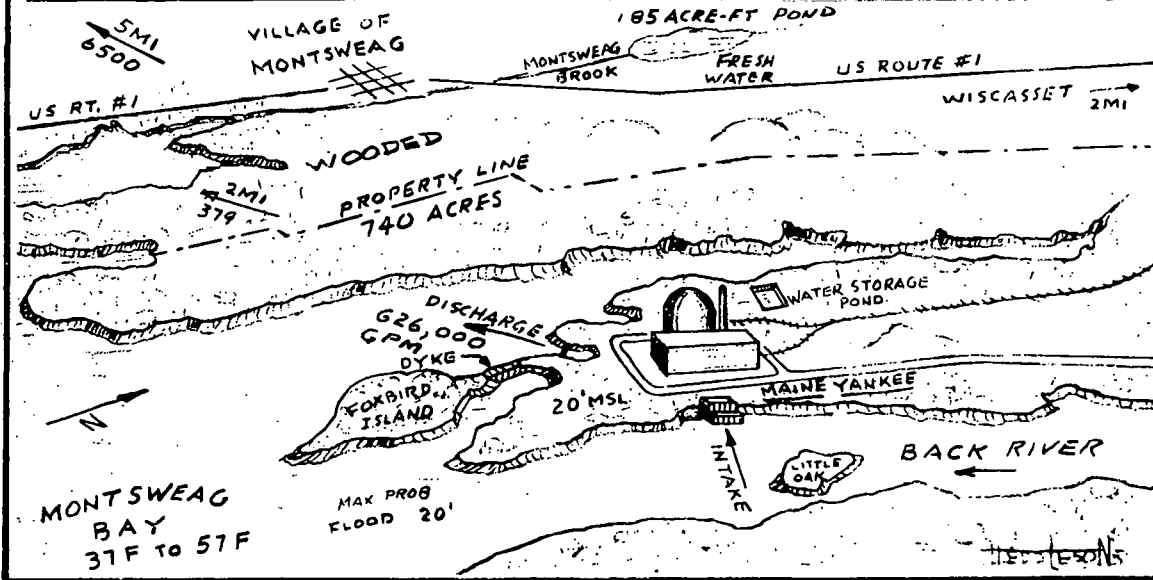 5MI
6500
VILLAGE OF
MONTSWEAG
185 ACRE-FT POND
MONTSWEAG
BROOK
FRESH
WATER
US ROUTE #1
US RT. #1
WISCASSET
2MI
WOODED
2MI
379
PROPERTY LINE
740 ACRES
DISCHARGE
626,000
GPM
DYKE
WATER STORAGE
POND.
FOXBIRD
ISLAND
20' MSL
MAINE YANKEE
INTAKE
LITTLE
OAK
BACK RIVER
N
MONTSWEAG
BAY
37F TO 57F
MAX PROB
FLOOD 20'